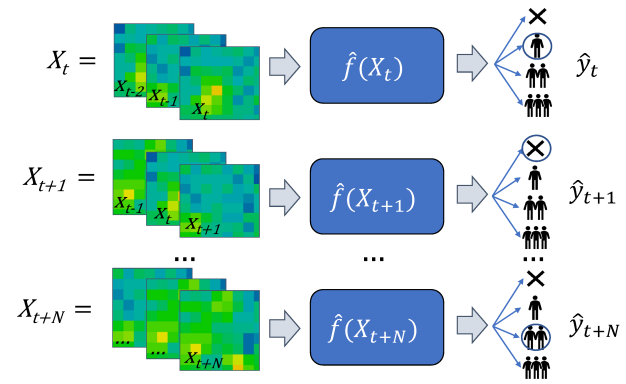 X_t = x_{t-2} x_{t-1} x_t f̂(X_t) ŷ_t
X_{t+1} = x_{t-1} x_t x_{t+1} f̂(X_{t+1}) ŷ_{t+1}
... ... ...
X_{t+N} = ... ... x_{t+N} f̂(X_{t+N}) ŷ_{t+N}